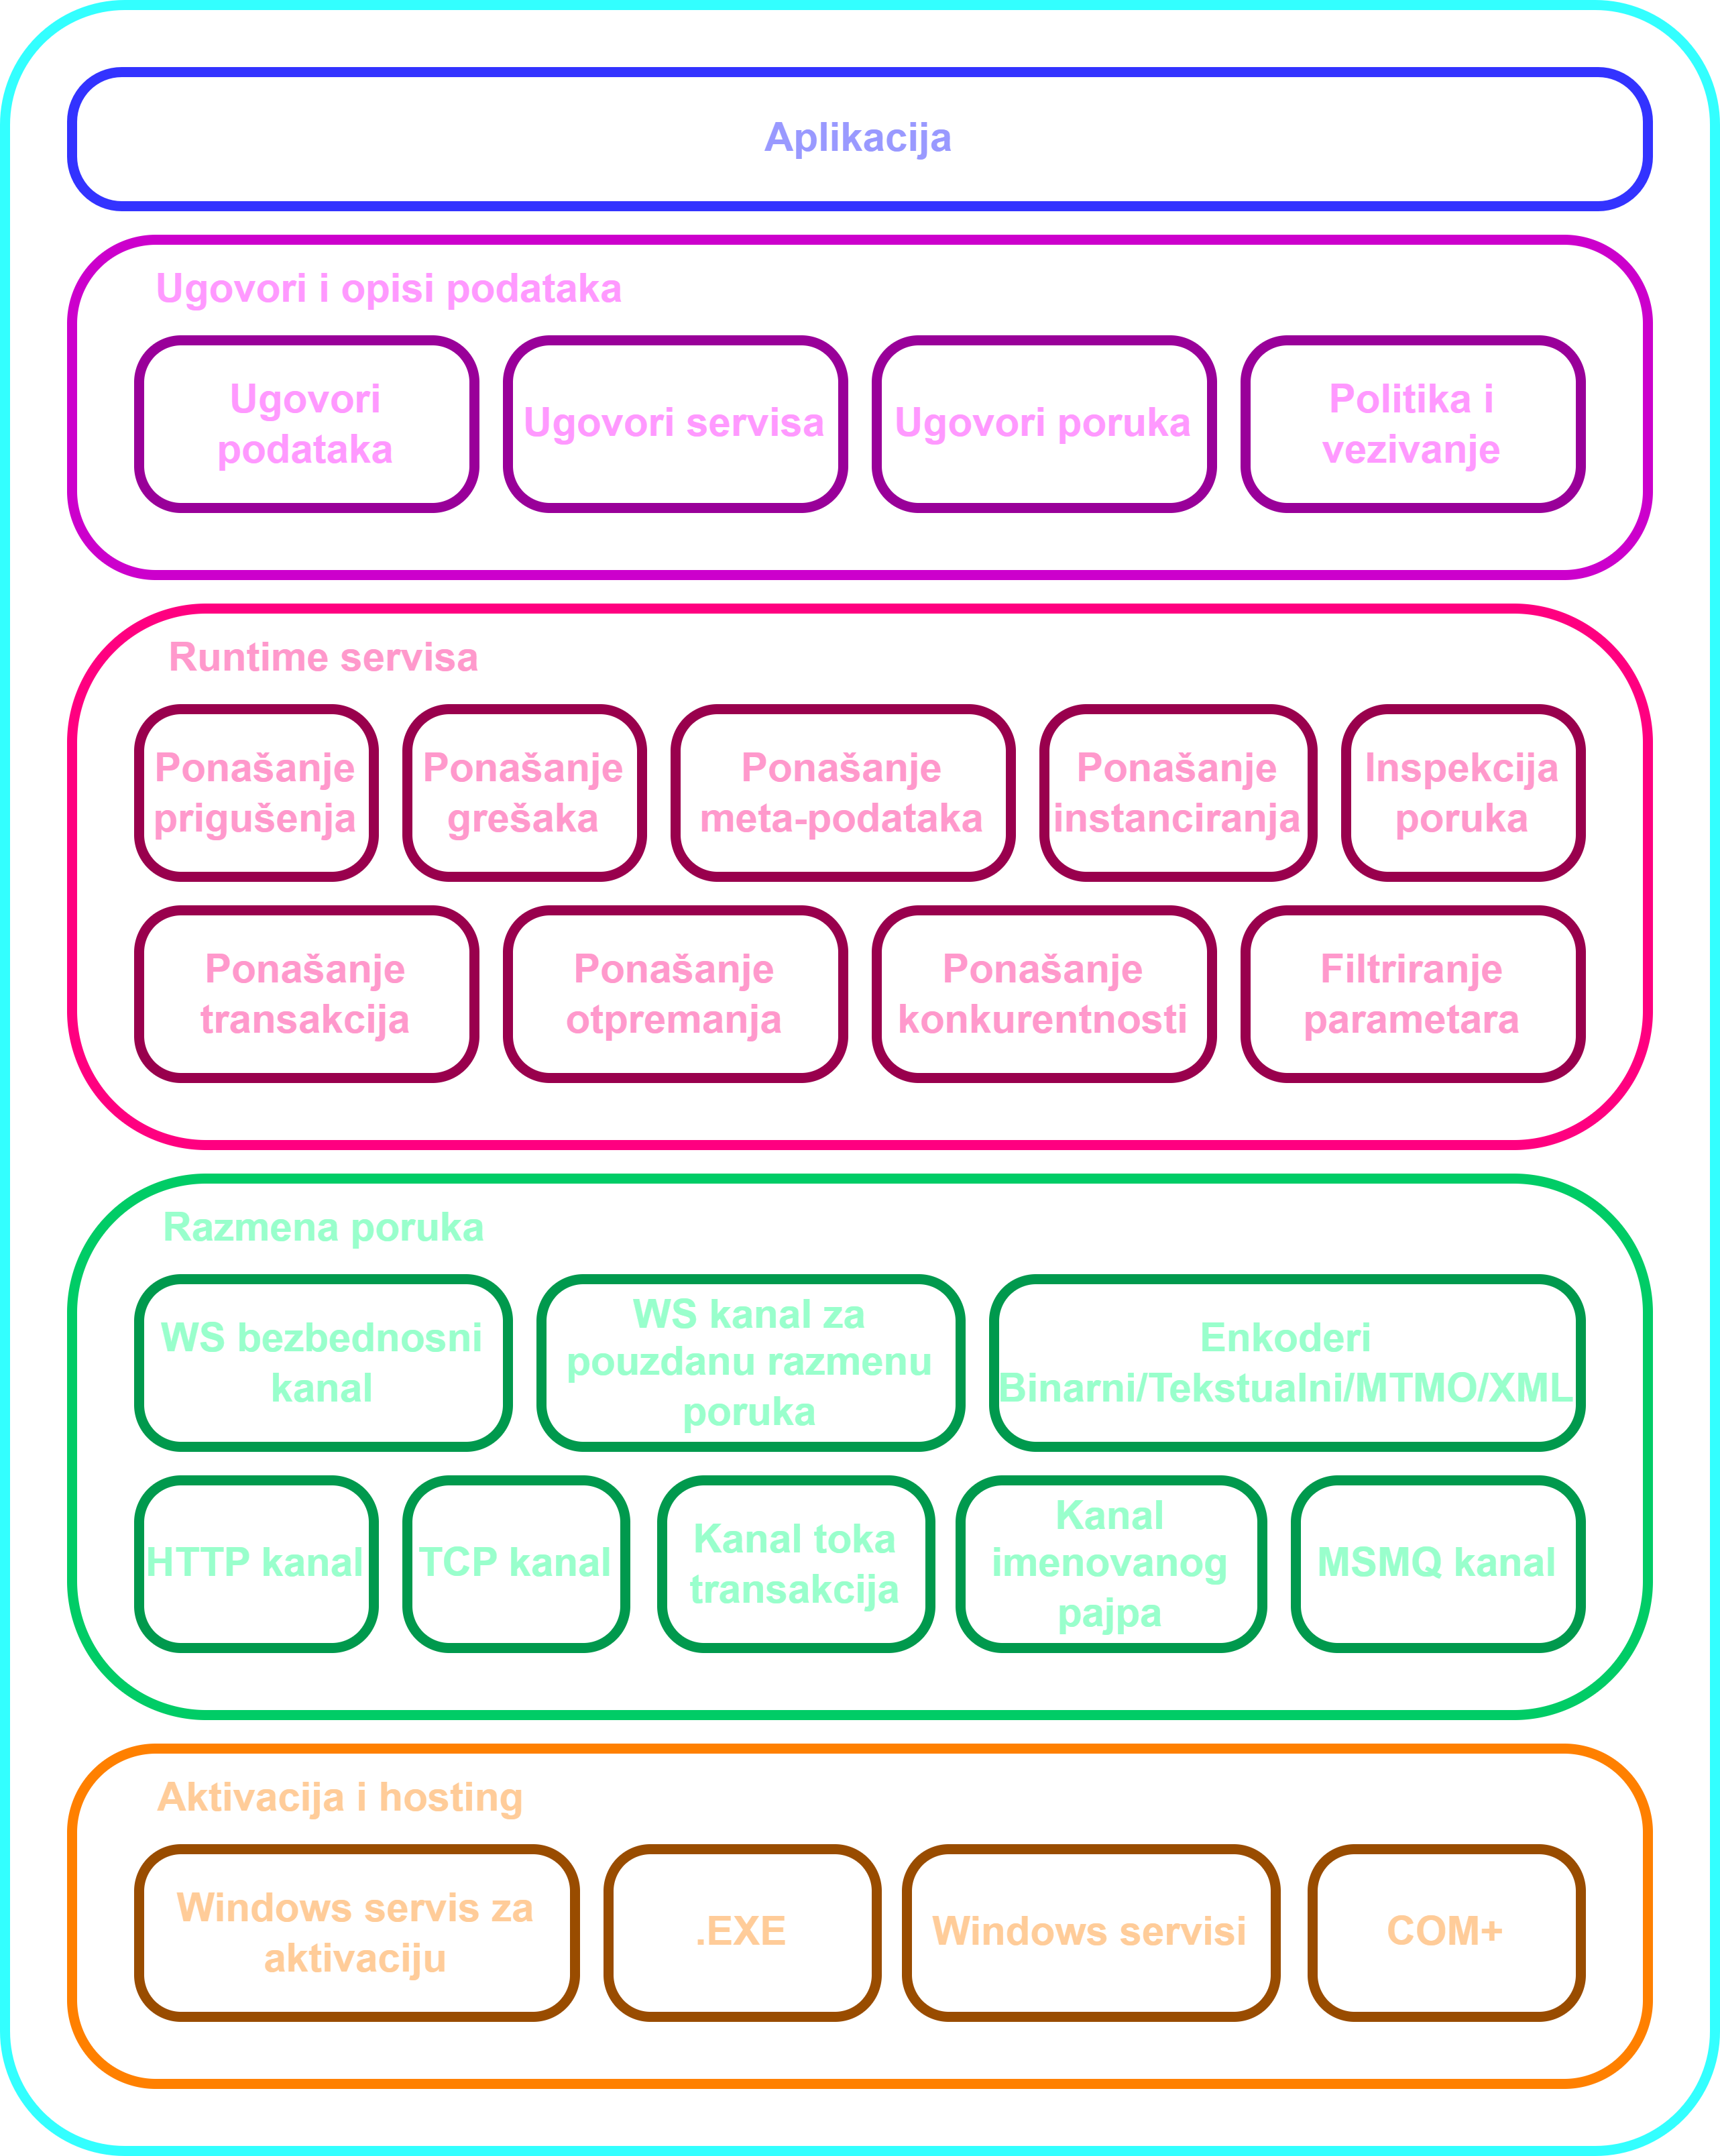 Aplikacija
Ugovori i opisi podataka
Ugovori
podataka
Ugovori servisa
Ugovori poruka
Politika i
vezivanje
Runtime servisa
Ponašanje
prigušenja
Ponašanje
grešaka
Ponašanje
meta-podataka
Ponašanje
instanciranja
Inspekcija
poruka
Ponašanje
transakcija
Ponašanje
otpremanja
Ponašanje
konkurentnosti
Filtriranje
parametara
Razmena poruka
WS bezbednosni
kanal
WS kanal za
pouzdanu razmenu
poruka
Enkoderi
Binarni/Tekstualni/MTMO/XML
HTTP kanal
TCP kanal
Kanal toka
transakcija
Kanal
imenovanog
pajpa
MSMQ kanal
Aktivacija i hosting
Windows servis za
aktivaciju
.EXE
Windows servisi
COM+